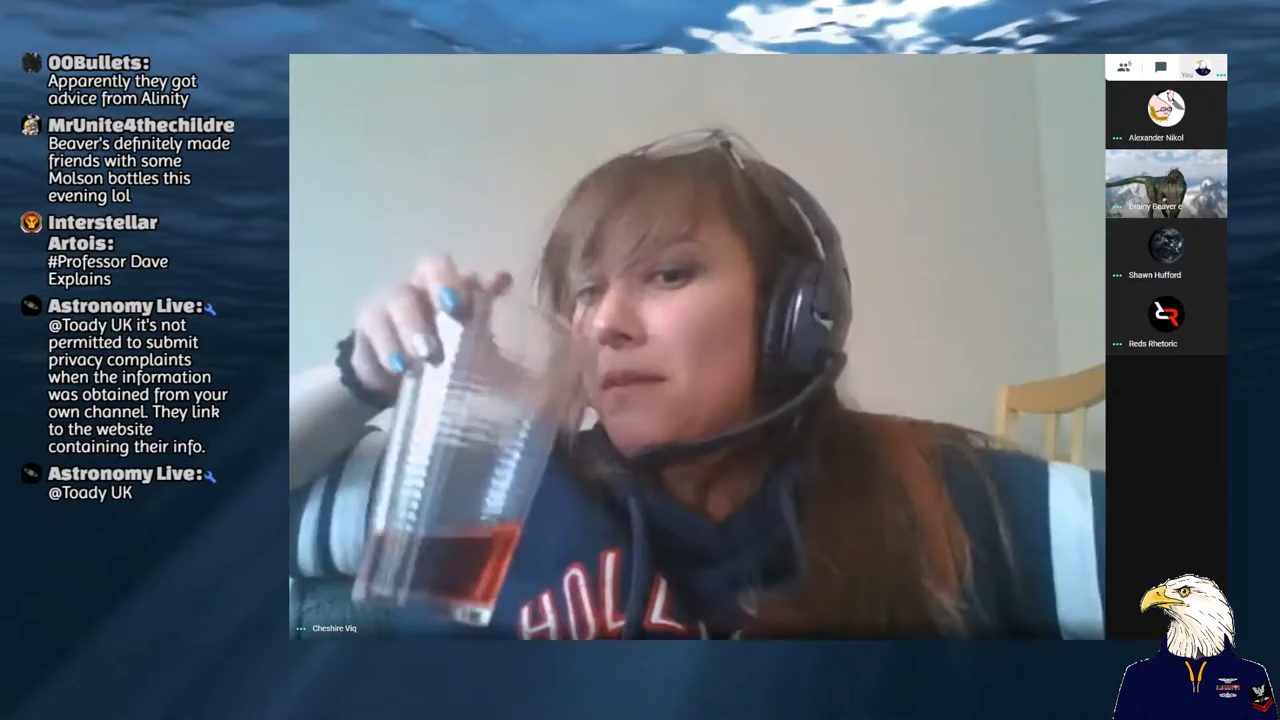 OOBullets:
Apparently they got
advice from Alinity
MrUnite4thechildre
Beaver's definitely made
friends with some
Molson bottles this
evening lol
Interstellar
Artois:
#Professor Dave
Explains
Astronomy Live:
@Toady UK it's not
permitted to submit
privacy complaints
when the information
was obtained from your
own channel. They link
to the website
containing their info.
Astronomy Live:
@Toady UK
HOLL
Cheshire Viq
You
Alexander Nikol
Brainy Beaver e
Shawn Hufford
Reds Rhetoric